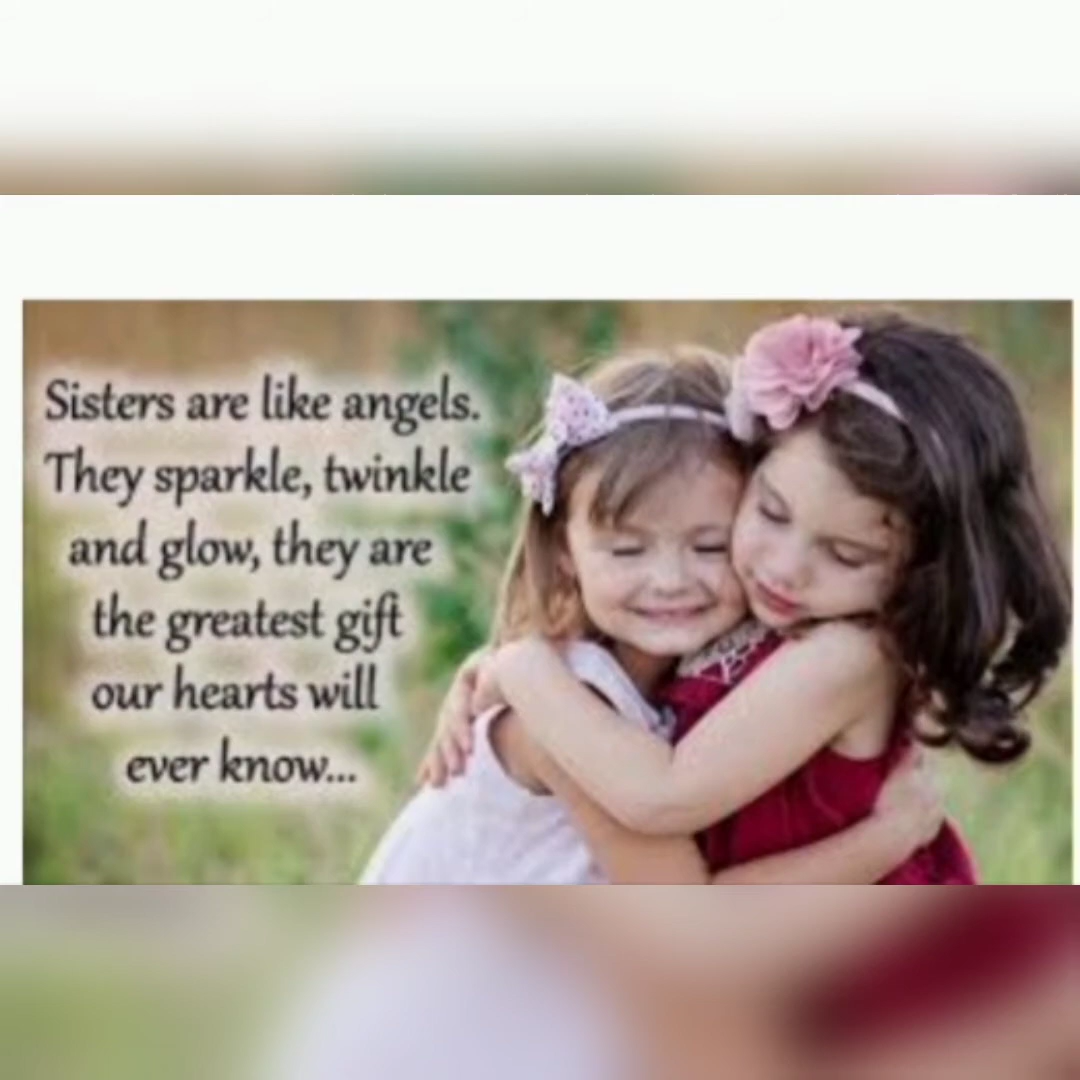 Sisters are like angels.
They sparkle, twinkle
and glow, they are
the greatest gift
our hearts will
ever know...